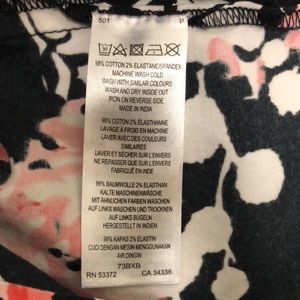 501 P
98% COTTON 2% ELASTANE/SPANDEX
MACHINE WASH COLD
WASH WITH SIMILAR COLOURS
WASH AND DRY INSIDE OUT
IRON ON REVERSE SIDE
MADE IN INDIA
98% COTON 2% ELASTHANNE
LAVAGE À FROID EN MACHINE
LAVER AVEC DES COULEURS
SIMILAIRES
LAVER ET SÉCHER SUR L'ENVERS
NE REPASSER QUE SUR L'ENVERS
FABRIQUÉ EN INDE
98% BAUMWOLLE 2% ELASTHAN
KALTE MASCHINENWÄSCHE
MIT ÄHNLICHEN FARBEN WASCHEN
AUF LINKS WASCHEN UND TROCKNEN
AUF LINKS BÜGELN
HERGESTELLT IN INDIEN
98% KAPAS 2% ELASTIN
CUCI DENGAN MESIN MENGGUNAKAN
AIR DINGIN
73BXB
RN 53372 CA 34338